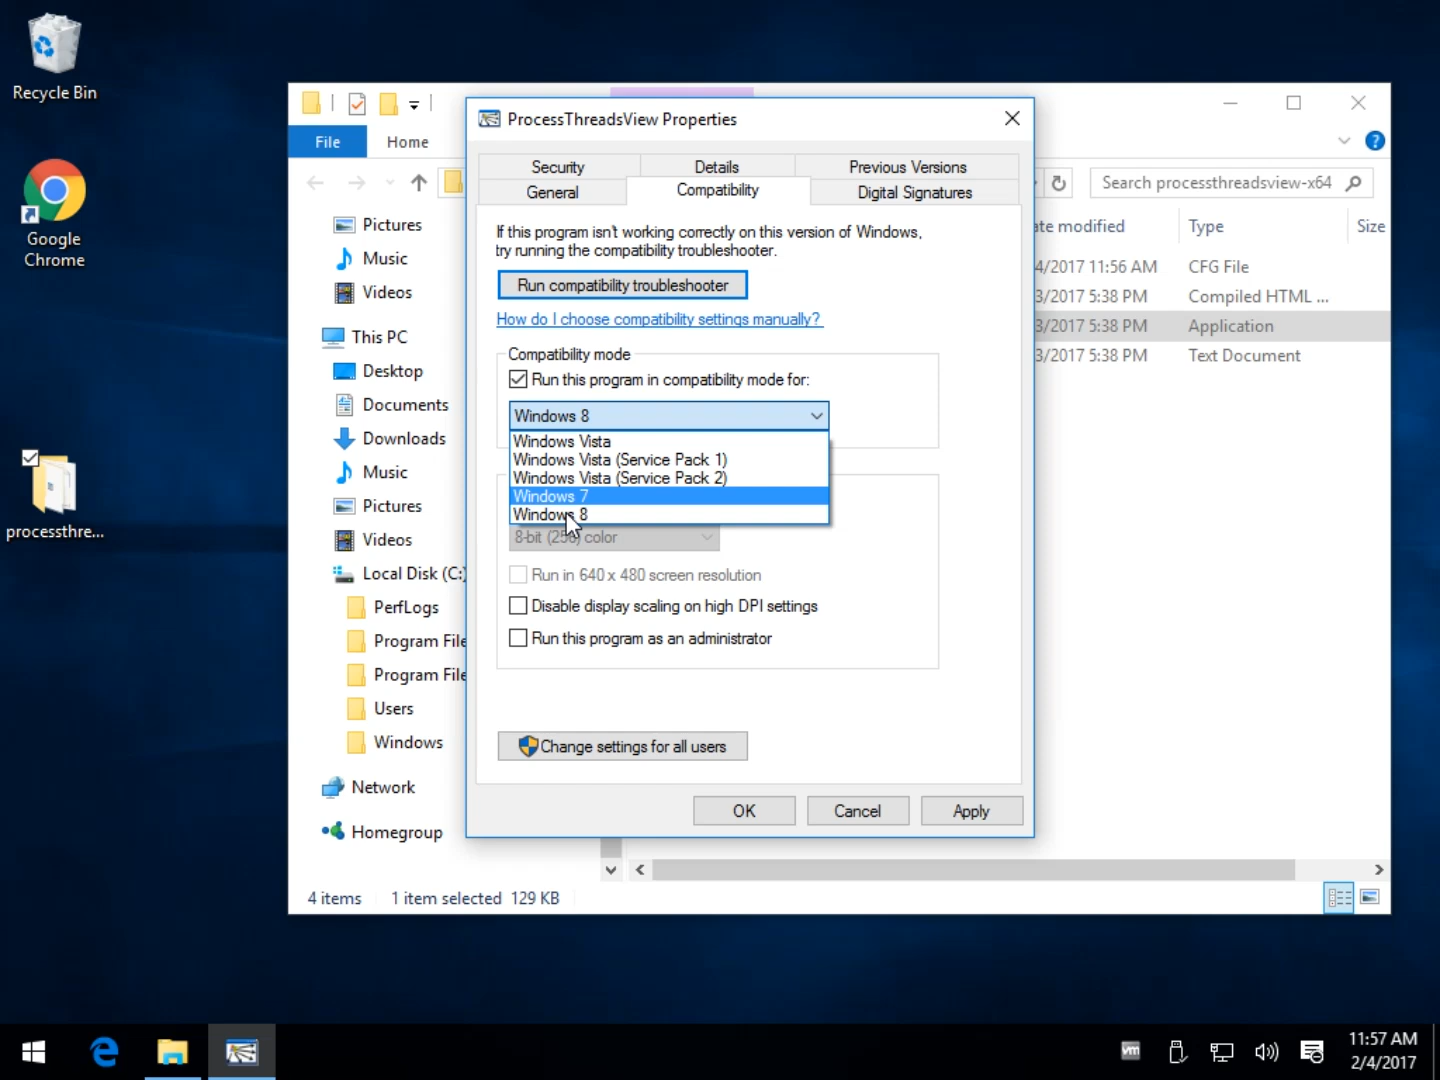 Recycle Bin
Google
Chrome
processthre...
File
Home
Search processthreadsview-x64
Pictures
Music
Videos
This PC
Desktop
Documents
Downloads
Music
Pictures
Videos
Local Disk (C:)
PerfLogs
Program File
Program File
Users
Windows
Network
Homegroup
ate modified
Type
Size
4/2017 11:56 AM
CFG File
3/2017 5:38 PM
Compiled HTML ...
3/2017 5:38 PM
Application
3/2017 5:38 PM
Text Document
4 items
1 item selected 129 KB
ProcessThreadsView Properties
Security
Details
Previous Versions
General
Compatibility
Digital Signatures
If this program isn't working correctly on this version of Windows,
try running the compatibility troubleshooter.
Run compatibility troubleshooter
How do I choose compatibility settings manually?
Compatibility mode
Run this program in compatibility mode for:
Windows 8
Windows Vista
Windows Vista (Service Pack 1)
Windows Vista (Service Pack 2)
Windows 7
Windows 8
8-bit (256) color
Run in 640 x 480 screen resolution
Disable display scaling on high DPI settings
Run this program as an administrator
Change settings for all users
OK
Cancel
Apply
vm
11:57 AM
2/4/2017